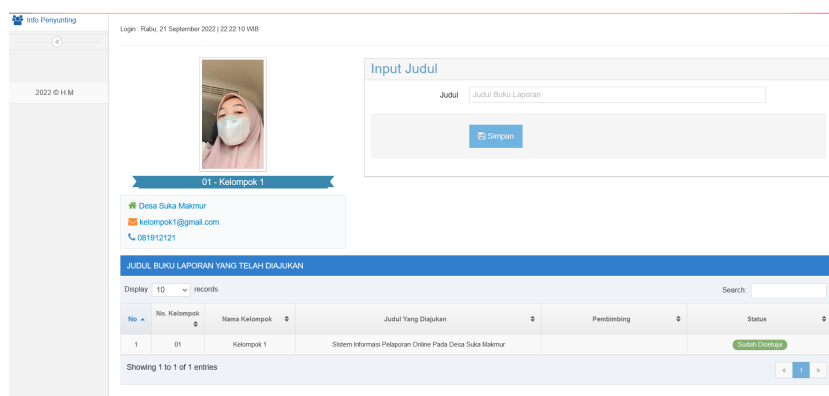 Info Penyunting
2022 © H.M
Login : Rabu, 21 September 2022 | 22:22:10 WIB
01 - Kelompok 1
Desa Suka Makmur
kelompok1@gmail.com
081912121
Input Judul
Judul
Judul Buku Laporan
Simpan
JUDUL BUKU LAPORAN YANG TELAH DIAJUKAN
Display 10 records
Search:
No No. Kelompok Nama Kelompok Judul Yang Diajukan Pembimbing Status
1 01 Kelompok 1 Sistem Informasi Pelaporan Online Pada Desa Suka Makmur Sudah Disetujui
Showing 1 to 1 of 1 entries
« 1 »